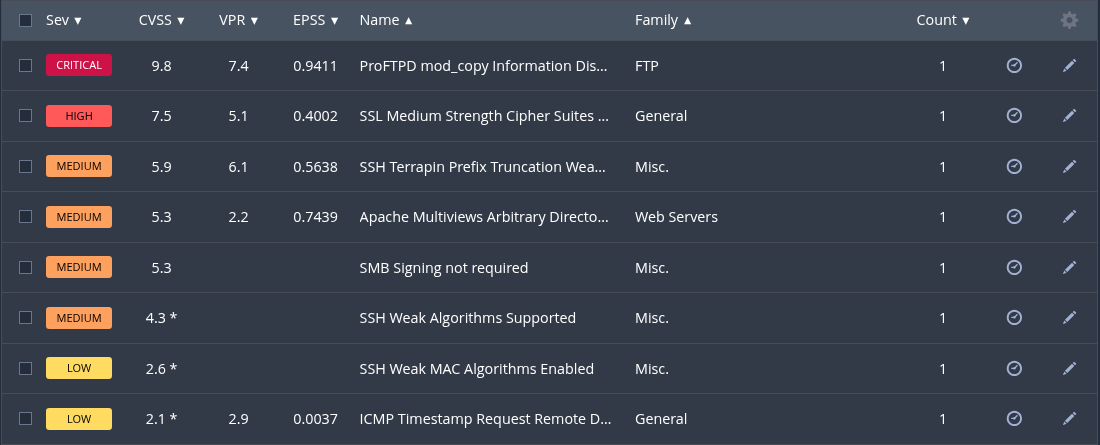 Sev ▼ CVSS ▼ VPR ▼ EPSS ▼ Name ▲ Family ▲ Count ▼
CRITICAL 9.8 7.4 0.9411 ProFTPD mod_copy Information Dis... FTP 1
HIGH 7.5 5.1 0.4002 SSL Medium Strength Cipher Suites ... General 1
MEDIUM 5.9 6.1 0.5638 SSH Terrapin Prefix Truncation Wea... Misc. 1
MEDIUM 5.3 2.2 0.7439 Apache Multiviews Arbitrary Directo... Web Servers 1
MEDIUM 5.3 SMB Signing not required Misc. 1
MEDIUM 4.3 * SSH Weak Algorithms Supported Misc. 1
LOW 2.6 * SSH Weak MAC Algorithms Enabled Misc. 1
LOW 2.1 * 2.9 0.0037 ICMP Timestamp Request Remote D... General 1